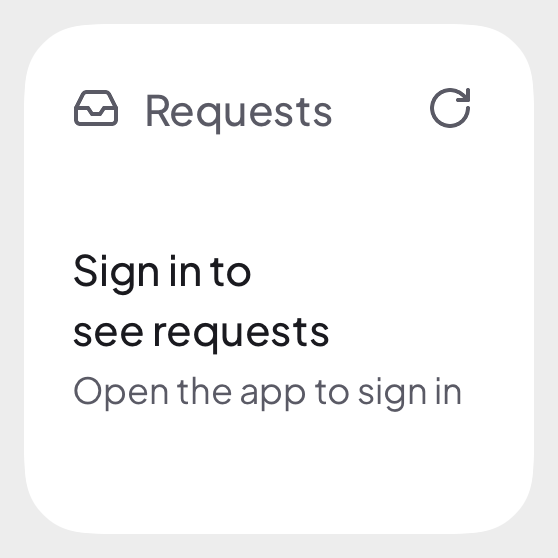 Requests
Sign in to
see requests
Open the app to sign in